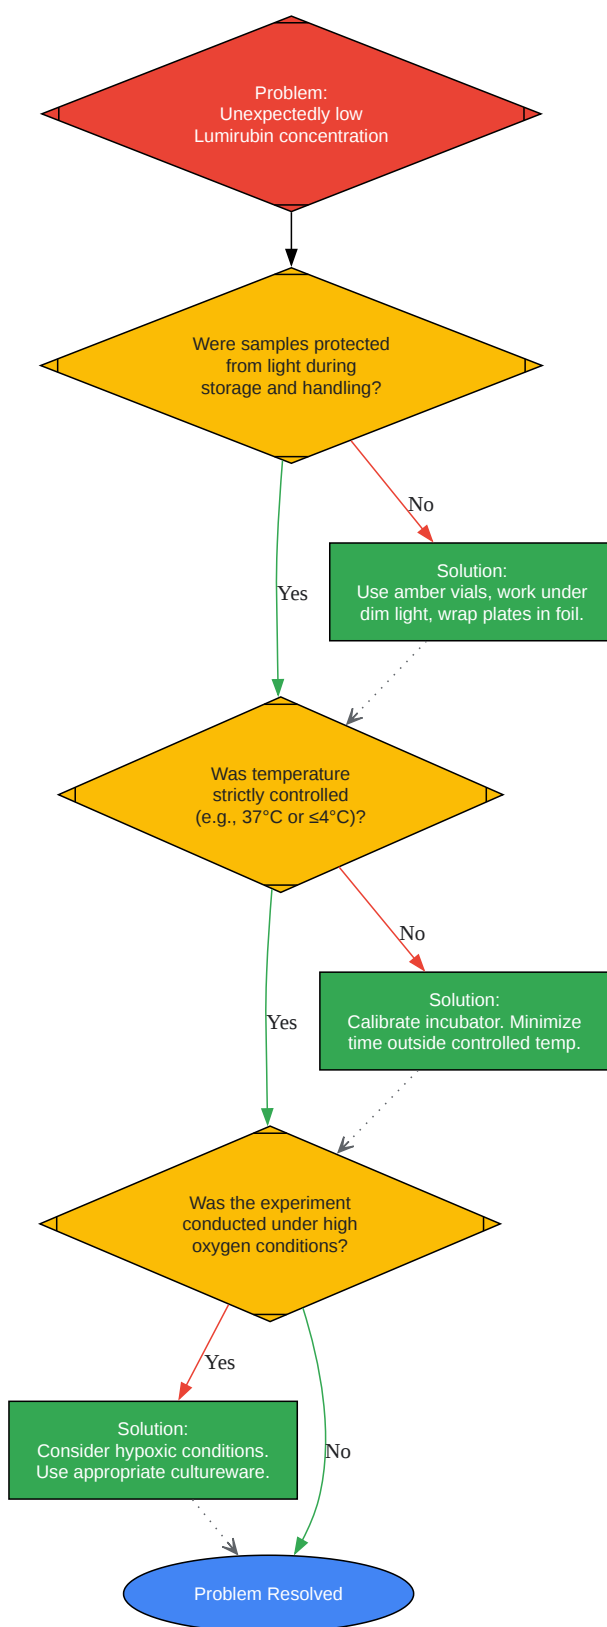 Problem:
Unexpectedly low
Lumirubin concentration
Were samples protected
from light during
storage and handling?
No
Solution:
Use amber vials, work under
dim light, wrap plates in foil.
Yes
Was temperature
strictly controlled
(e.g., 37°C or ≤4°C)?
No
Solution:
Calibrate incubator. Minimize
time outside controlled temp.
Yes
Was the experiment
conducted under high
oxygen conditions?
Yes
Solution:
Consider hypoxic conditions.
Use appropriate cultureware.
No
Problem Resolved